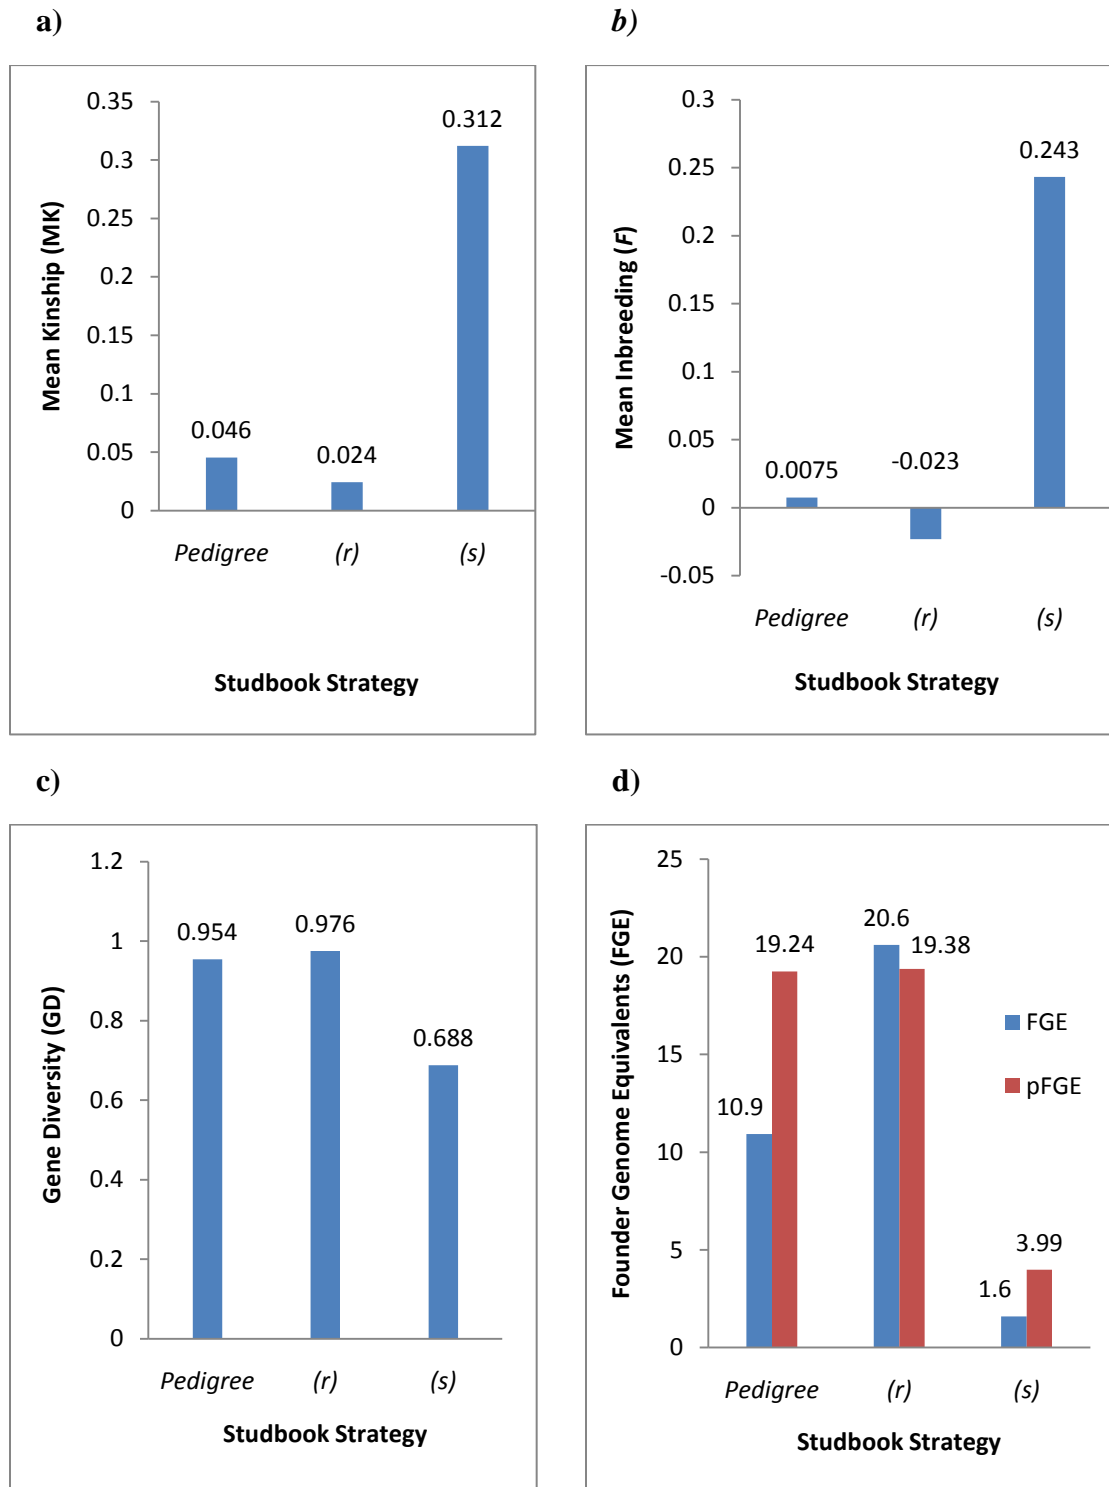 a)
0.35
0.3
0.25
0.2
0.15
0.1
0.05
0
Mean Kinship (MK)
0.046
0.024
0.312
Pedigree (r) (s)
Studbook Strategy
b)
0.3
0.25
0.2
0.15
0.1
0.05
0
-0.05
Mean Inbreeding (F)
0.0075
-0.023
0.243
Pedigree (r) (s)
Studbook Strategy
c)
1.2
1
0.8
0.6
0.4
0.2
0
Gene Diversity (GD)
0.954
0.976
0.688
Pedigree (r) (s)
Studbook Strategy
d)
25
20
15
10
5
0
Founder Genome Equivalents (FGE)
10.9
19.24
20.6
19.38
1.6
3.99
FGE
pFGE
Pedigree (r) (s)
Studbook Strategy